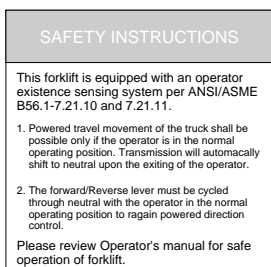 SAFETY INSTRUCTIONS
This forklift is equipped with an operator
existence sensing system per ANSI/ASME
B56.1-7.21.10 and 7.21.11.
1. Powered travel movement of the truck shall be
possible only if the operator is in the normal
operating position. Transmission will automacally
shift to neutral upon the exiting of the operator.
2. The forward/Reverse lever must be cycled
through neutral with the operator in the normal
operating position to ragain powered direction
control.
Please review Operator's manual for safe
operation of forklift.